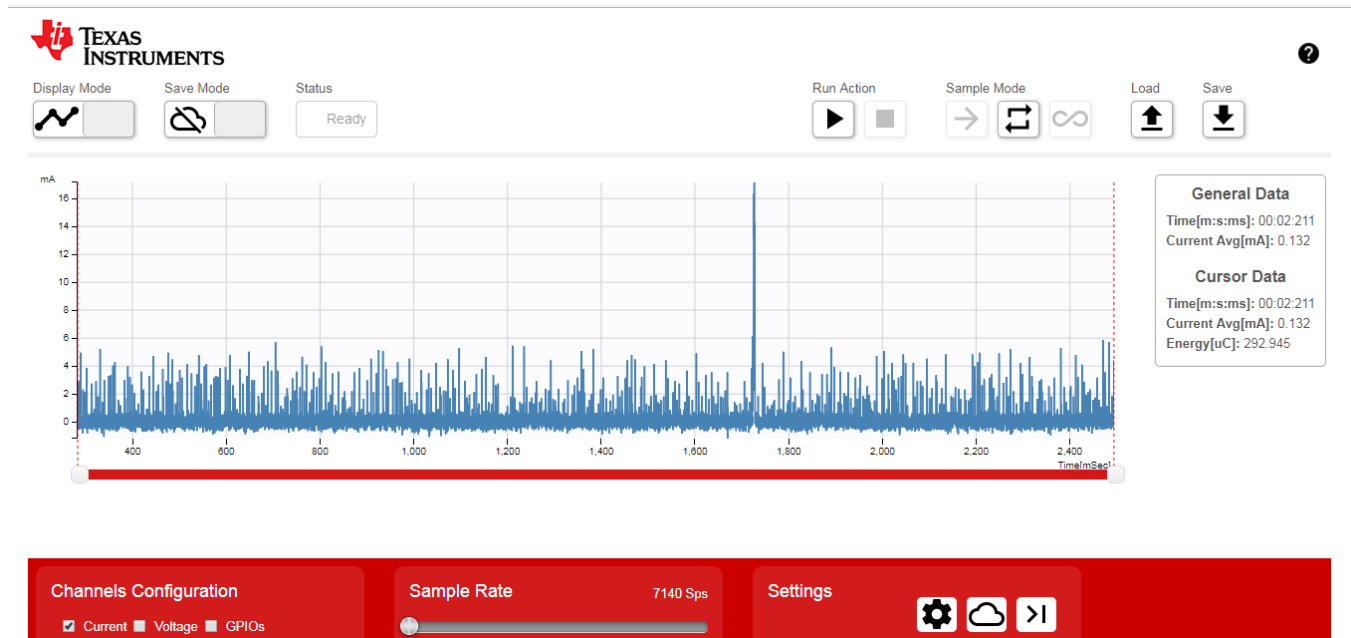 TEXAS
INSTRUMENTS
Display Mode Save Mode Status Run Action Sample Mode Load Save
Ready
mA
16
14
12
10
8
6
4
2
0
400 600 800 1,000 1,200 1,400 1,600 1,800 2,000 2,200 2,400
Time[mSec]
General Data
Time[m:s:ms]: 00:02:211
Current Avg[mA]: 0.132
Cursor Data
Time[m:s:ms]: 00:02:211
Current Avg[mA]: 0.132
Energy[uC]: 292.945
Channels Configuration
Current Voltage GPIOs
Sample Rate 7140 Sps
Settings